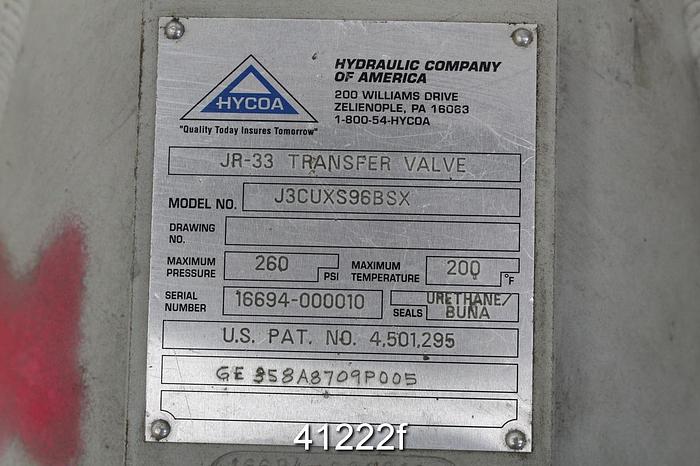 HYCOA
"Quality Today Insures Tomorrow"
HYDRAULIC COMPANY
OF AMERICA
200 WILLIAMS DRIVE
ZELIENOPLE, PA 16063
1-800-54-HYCOA
JR-33 TRANSFER VALVE
MODEL NO. J3CUXS96BSX
DRAWING
NO.
MAXIMUM
PRESSURE 260 PSI
MAXIMUM
TEMPERATURE 200 °F
SERIAL
NUMBER 16694-000010
SEALS URETHANE/
BUNA
U.S. PAT. NO. 4,501,295
GE 358A8709P005
41222f